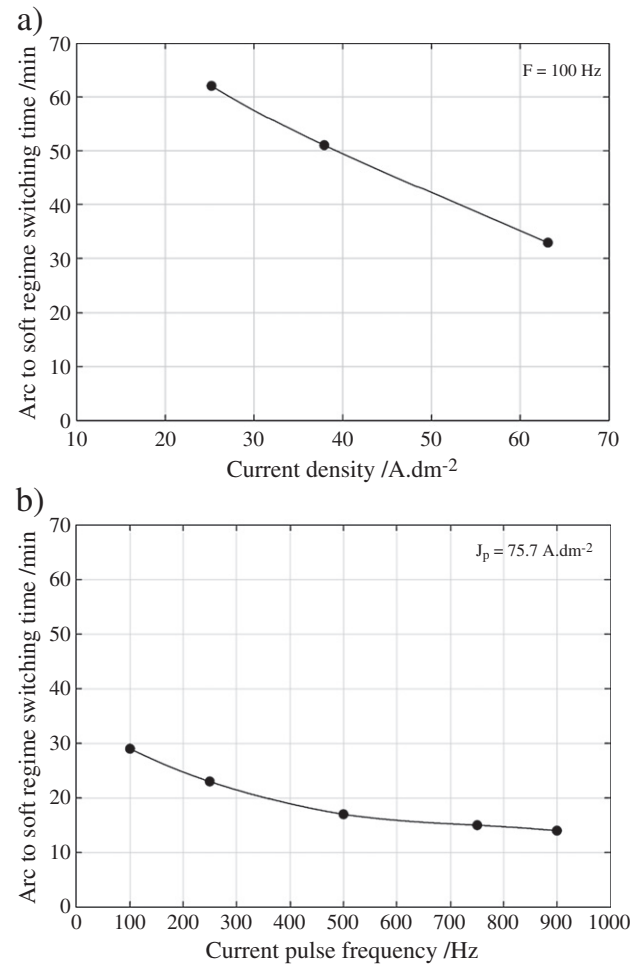 a)
Arc to soft regime switching time /min
70
60
50
40
30
20
10
0
F = 100 Hz
10 20 30 40 50 60 70
Current density /A.dm-2
b)
Arc to soft regime switching time /min
70
60
50
40
30
20
10
0
Jp = 75.7 A.dm-2
0 100 200 300 400 500 600 700 800 900 1000
Current pulse frequency /Hz